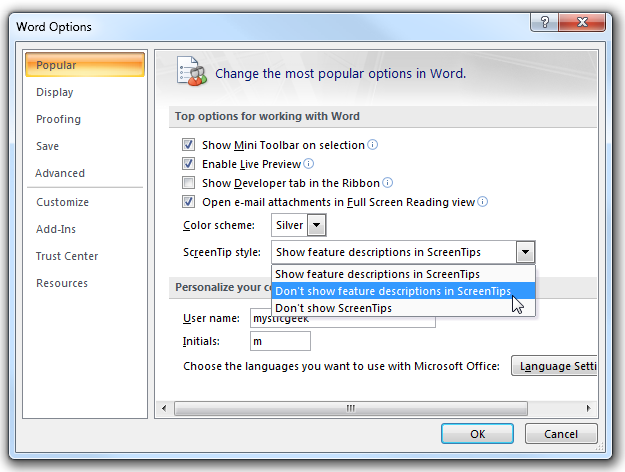 Word Options
Popular
Display
Proofing
Save
Advanced
Customize
Add-Ins
Trust Center
Resources
Change the most popular options in Word.
Top options for working with Word
Show Mini Toolbar on selection
Enable Live Preview
Show Developer tab in the Ribbon
Open e-mail attachments in Full Screen Reading view
Color scheme: Silver
ScreenTip style: Show feature descriptions in ScreenTips
Show feature descriptions in ScreenTips
Don't show feature descriptions in ScreenTips
Don't show ScreenTips
Personalize your co
User name: mysticgeek
Initials: m
Choose the languages you want to use with Microsoft Office: Language Setti
OK Cancel